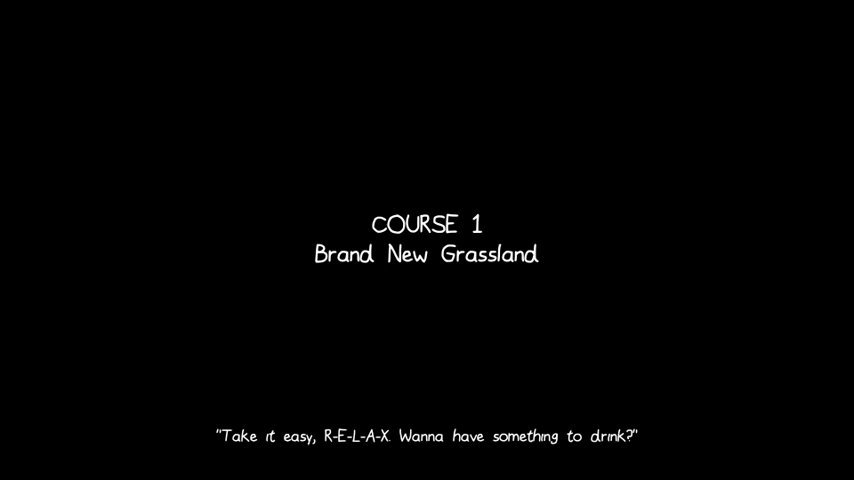 COURSE 1
Brand New Grassland
"Take it easy, R-E-L-A-X. Wanna have something to drink?"